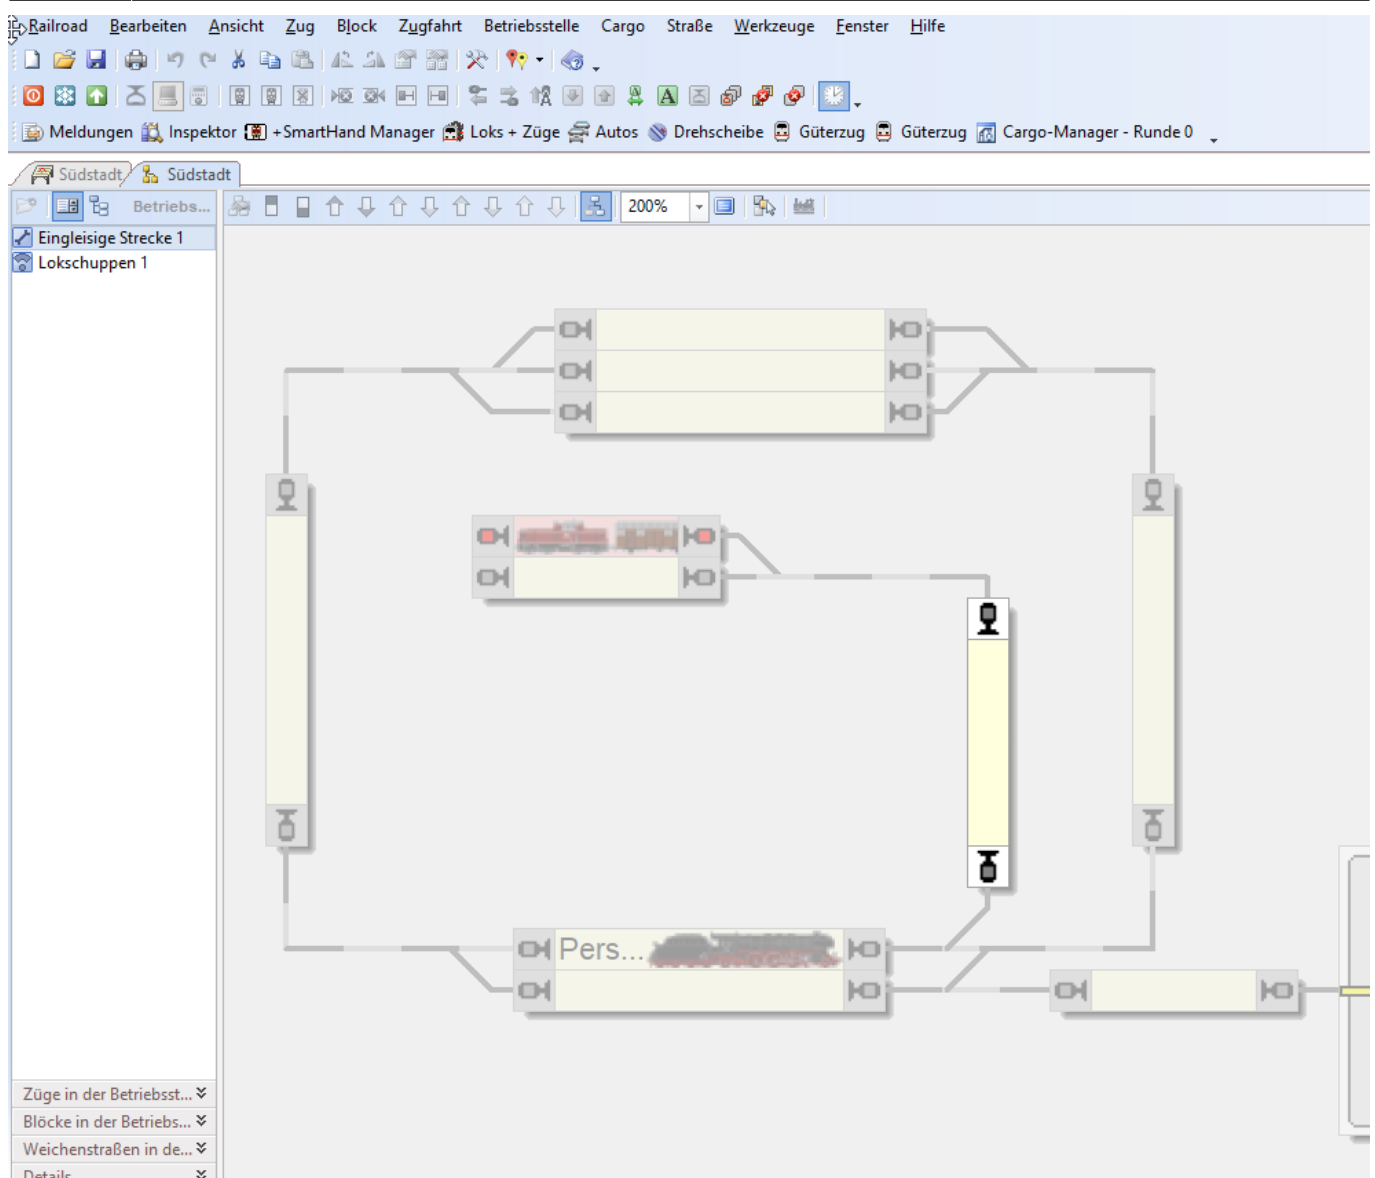 Railroad Bearbeiten Ansicht Zug Block Zugfahrt Betriebsstelle Cargo Straße Werkzeuge Fenster Hilfe
Meldungen Inspektor +SmartHand Manager Loks + Züge Autos Drehscheibe Güterzug Güterzug Cargo-Manager - Runde 0
Südstadt Südstadt
Betriebs... 200%
Eingleisige Strecke 1
Lokschuppen 1
Pers...
Züge in der Betriebsst...
Blöcke in der Betriebs...
Weichenstraßen in de...
Details